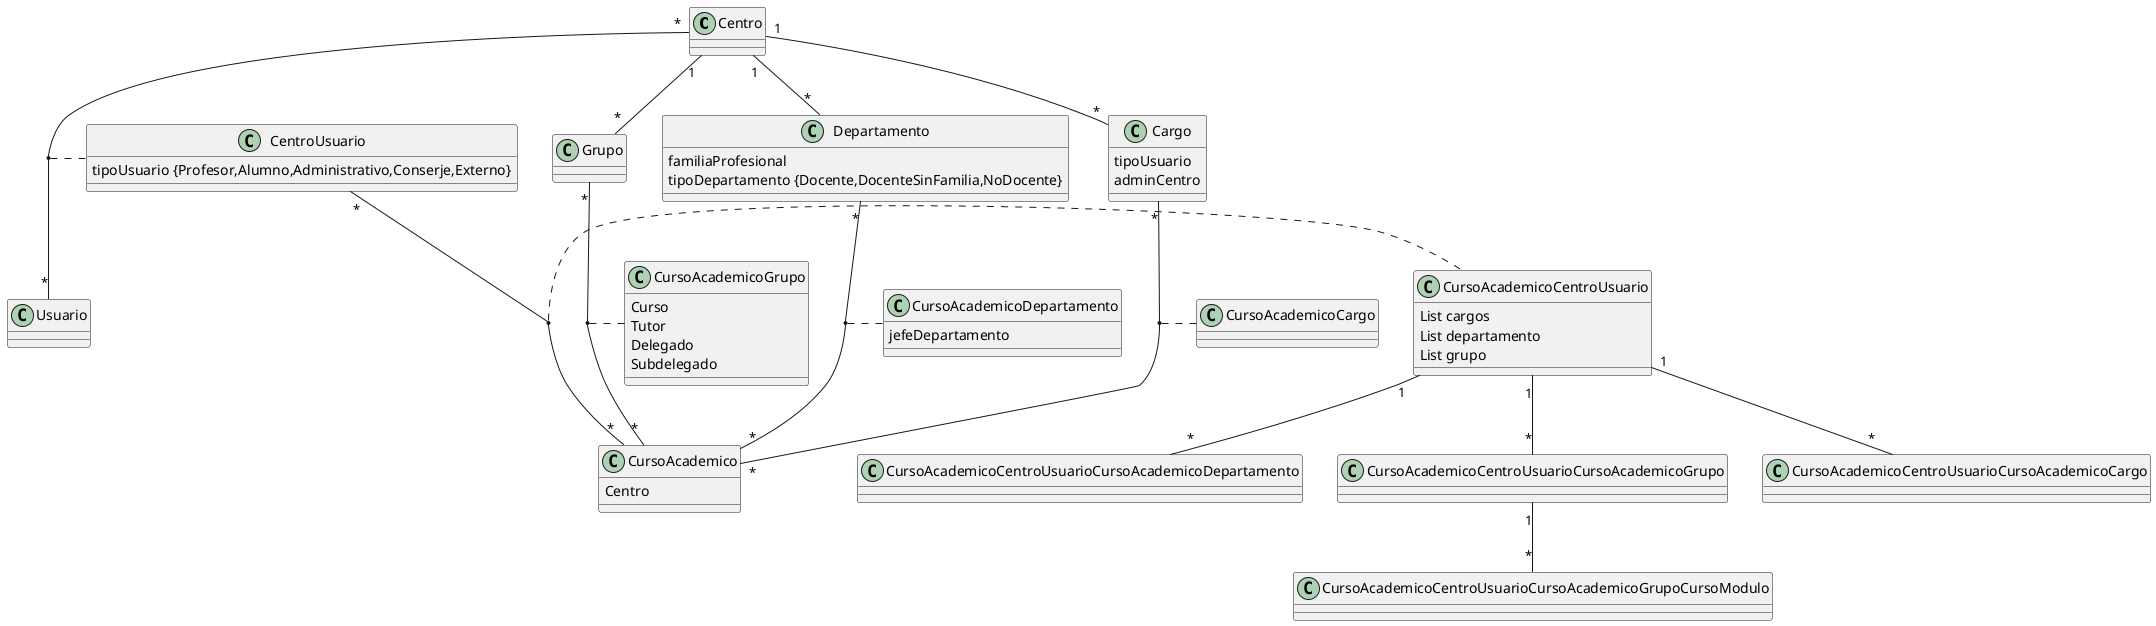 * C Centro
1
1 1
* * *
C CentroUsuario
tipoUsuario {Profesor,Alumno,Administrativo,Conserje,Externo}
C Grupo
C Departamento
familiaProfesional
tipoDepartamento {Docente,DocenteSinFamilia,NoDocente}
C Cargo
tipoUsuario
adminCentro
* * * *
*
C Usuario
C CursoAcademicoGrupo
Curso
Tutor
Delegado
Subdelegado
C CursoAcademicoDepartamento
jefeDepartamento
C CursoAcademicoCargo
C CursoAcademicoCentroUsuario
List cargos
List departamento
List grupo
1
1 1
* * * * * *
*
C CursoAcademico
Centro
C CursoAcademicoCentroUsuarioCursoAcademicoDepartamento
C CursoAcademicoCentroUsuarioCursoAcademicoGrupo
C CursoAcademicoCentroUsuarioCursoAcademicoCargo
1
*
C CursoAcademicoCentroUsuarioCursoAcademicoGrupoCursoModulo